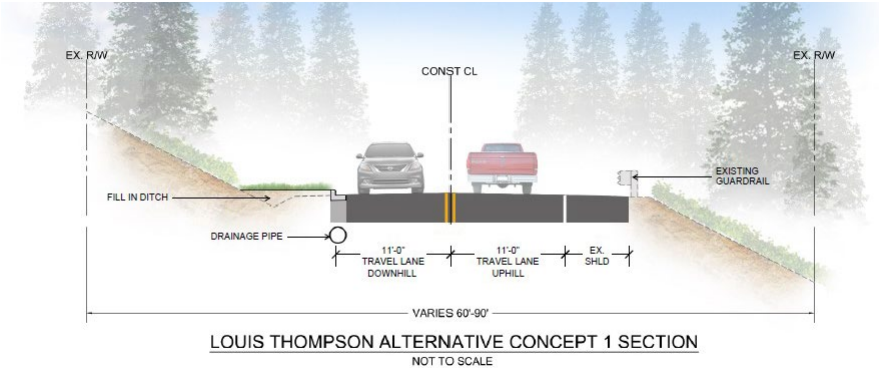 EX. R/W
EX. R/W
CONST CL
EXISTING
GUARDRAIL
FILL IN DITCH
DRAINAGE PIPE
11'-0"
TRAVEL LANE
DOWNHILL
11'-0"
TRAVEL LANE
UPHILL
EX.
SHLD
VARIES 60'-90'
LOUIS THOMPSON ALTERNATIVE CONCEPT 1 SECTION
NOT TO SCALE